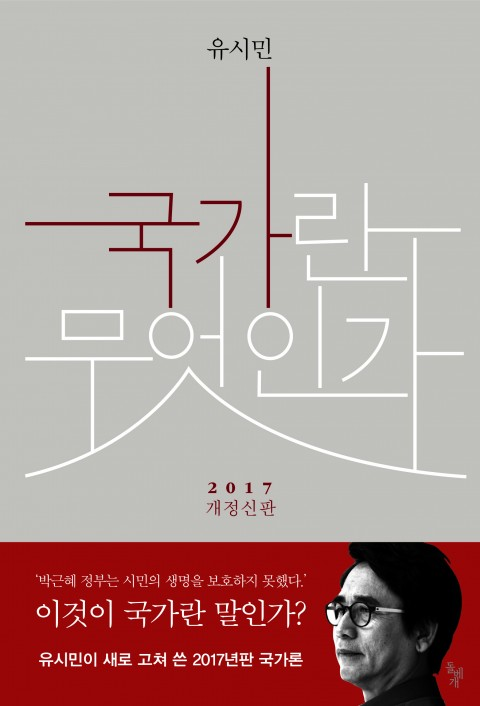 유시민
국가란
무엇인가
2017
개정신판
‘박근혜 정부는 시민의 생명을 보호하지 못했다.’
이것이 국가란 말인가?
유시민이 새로 고쳐 쓴 2017년판 국가론
돌베개